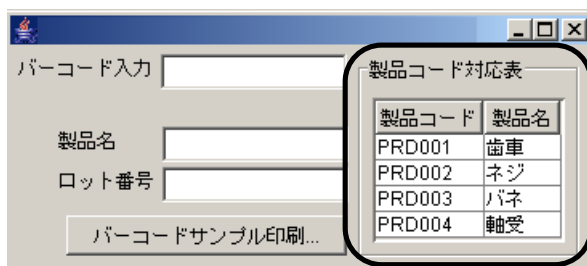 バーコード入力
製品名
ロット番号
バーコードサンプル印刷...
製品コード対応表
製品コード 製品名
PRD001 歯車
PRD002 ネジ
PRD003 バネ
PRD004 軸受